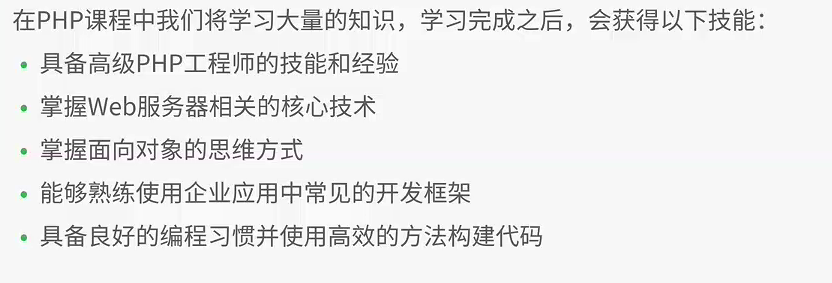 在PHP课程中我们将学习大量的知识，学习完成之后，会获得以下技能：
• 具备高级PHP工程师的技能和经验
• 掌握Web服务器相关的核心技术
• 掌握面向对象的思维方式
• 能够熟练使用企业应用中常见的开发框架
• 具备良好的编程习惯并使用高效的方法构建代码